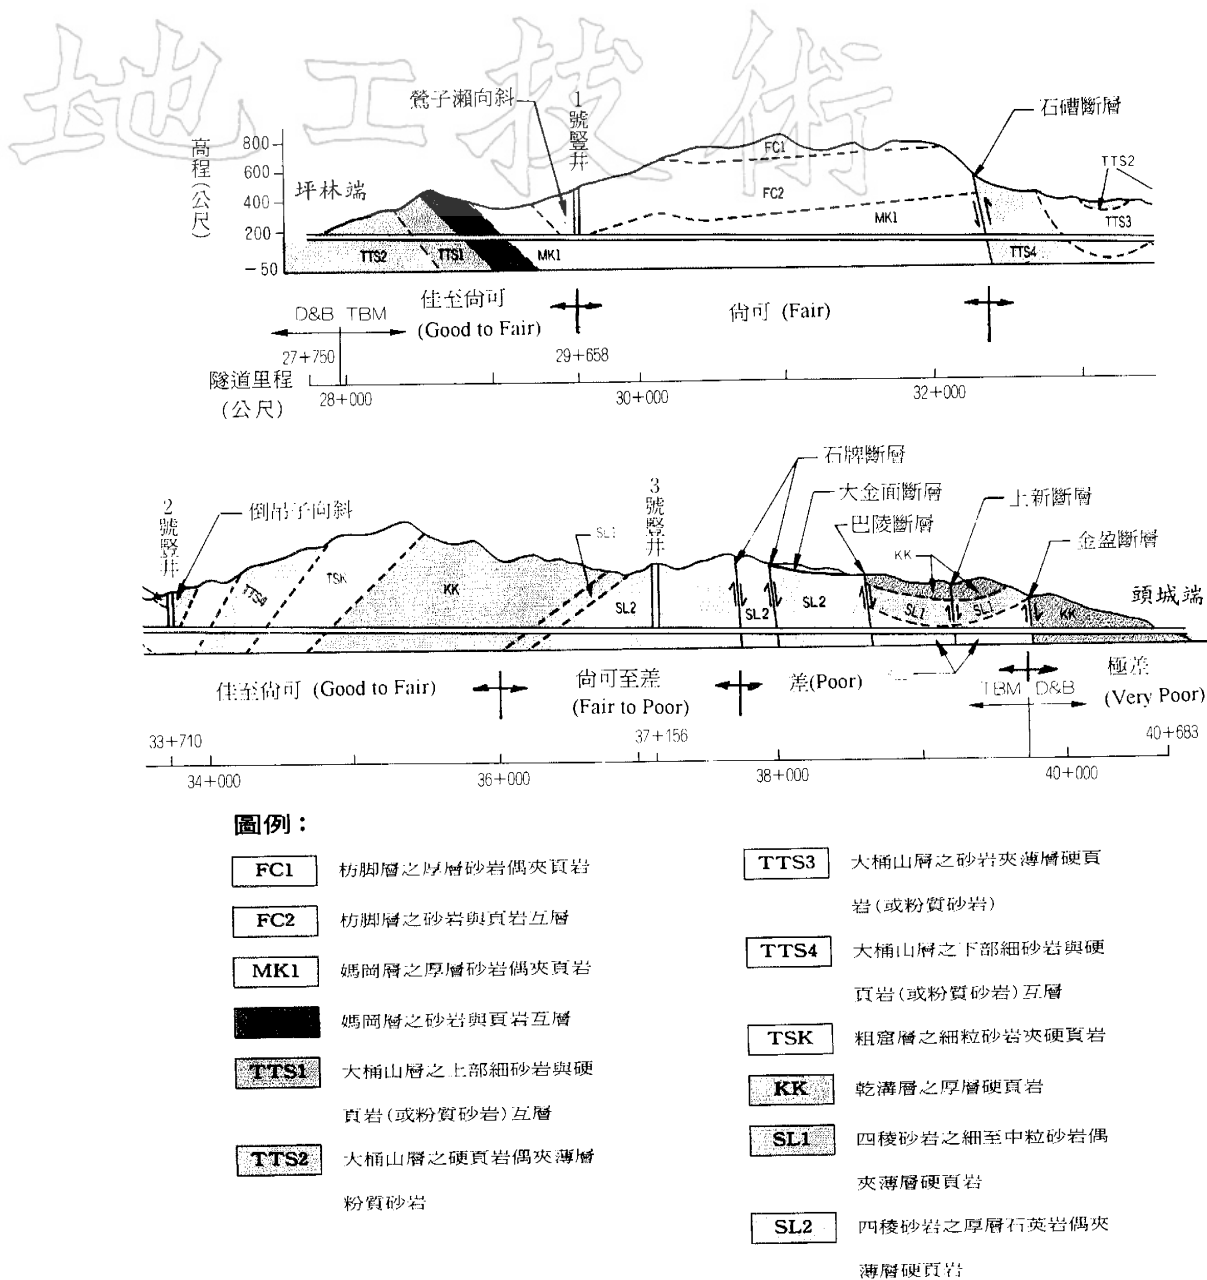 地工技術
鶯子瀨向斜
1號豎井
石𥕢斷層
高程(公尺)
800
600
400
200
-50
坪林端
FC1
FC2
MK1
TTS2
TTS3
TTS2
TTS1
MK1
TTS4
佳至尚可
(Good to Fair)
尚可 (Fair)
D&B TBM
27+750
29+658
隧道里程
(公尺)
28+000
30+000
32+000
2號豎井
倒吊子向斜
3號豎井
石牌斷層
大金面斷層
巴陵斷層
上新斷層
金盈斷層
頭城端
SL1
KK
TTS4
TSK
KK
SL2
SL2
SL2
SL1
SL1
KK
佳至尚可 (Good to Fair)
尚可至差
(Fair to Poor)
差(Poor)
極差
(Very Poor)
TBM D&B
33+710
37+156
40+683
34+000
36+000
38+000
40+000
圖例：
FC1 枋腳層之厚層砂岩偶夾頁岩
FC2 枋腳層之砂岩與頁岩互層
MK1 媽岡層之厚層砂岩偶夾頁岩
媽岡層之砂岩與頁岩互層
TTS1 大桶山層之上部細砂岩與硬
頁岩(或粉質砂岩)互層
TTS2 大桶山層之硬頁岩偶夾薄層
粉質砂岩
TTS3 大桶山層之砂岩夾薄層硬頁
岩(或粉質砂岩)
TTS4 大桶山層之下部細砂岩與硬
頁岩(或粉質砂岩)互層
TSK 粗窟層之細粒砂岩夾硬頁岩
KK 乾溝層之厚層硬頁岩
SL1 四稜砂岩之細至中粒砂岩偶
夾薄層硬頁岩
SL2 四稜砂岩之厚層石英岩偶夾
薄層硬頁岩